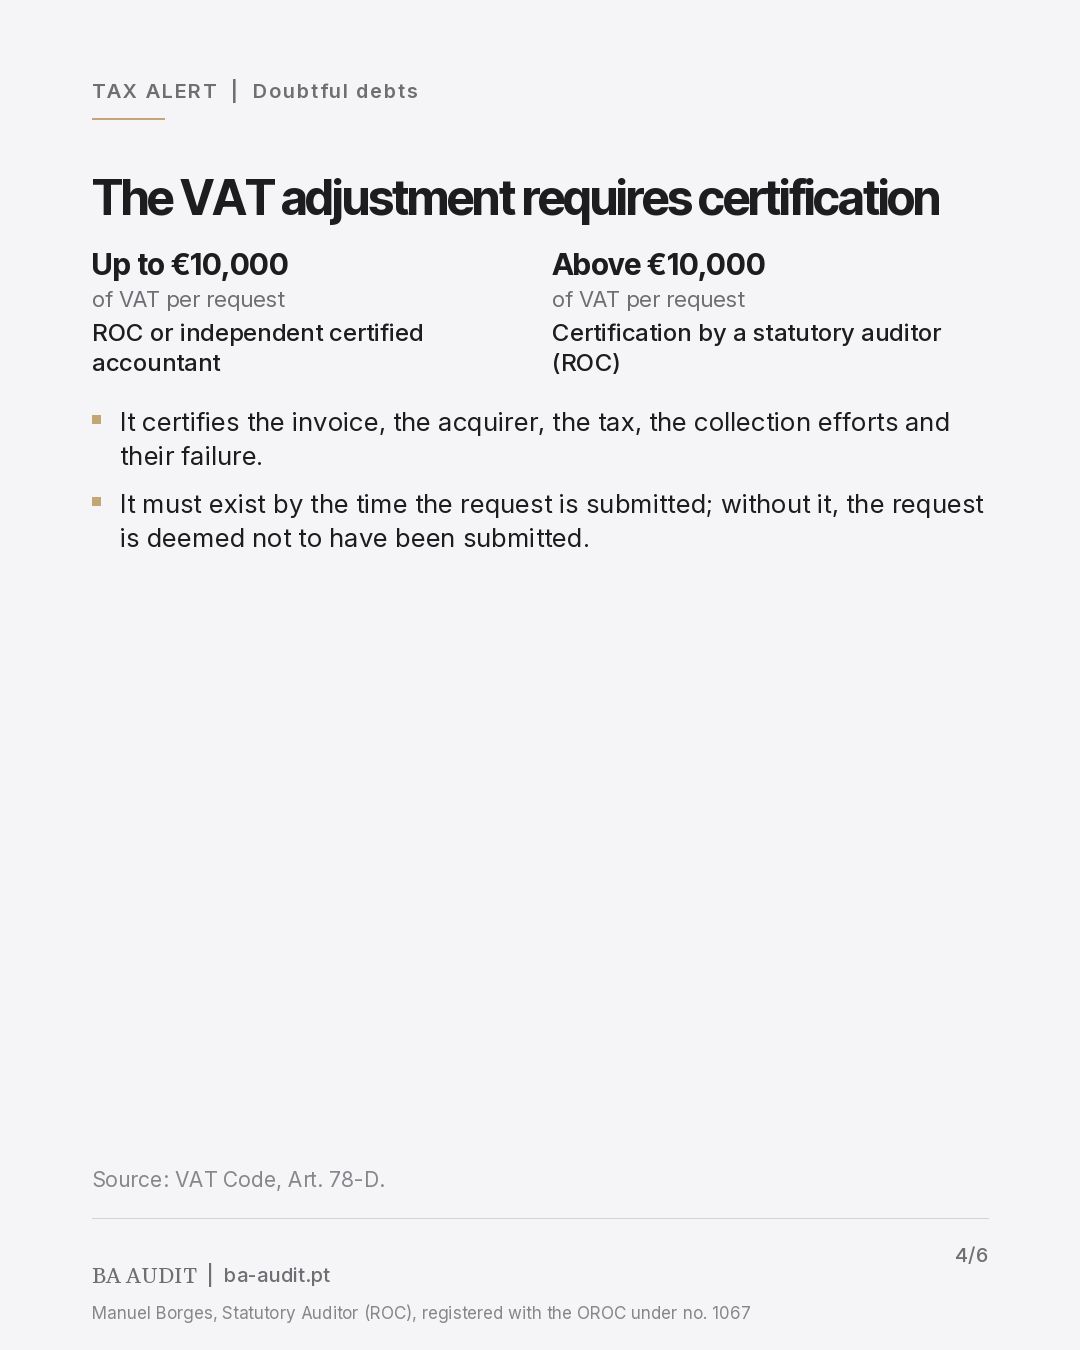 TAX ALERT | Doubtful debts
The VAT adjustment requires certification
Up to €10,000
of VAT per request
ROC or independent certified
accountant
Above €10,000
of VAT per request
Certification by a statutory auditor
(ROC)
It certifies the invoice, the acquirer, the tax, the collection efforts and
their failure.
It must exist by the time the request is submitted; without it, the request
is deemed not to have been submitted.
Source: VAT Code, Art. 78-D.
4/6
BA AUDIT | ba-audit.pt
Manuel Borges, Statutory Auditor (ROC), registered with the OROC under no. 1067